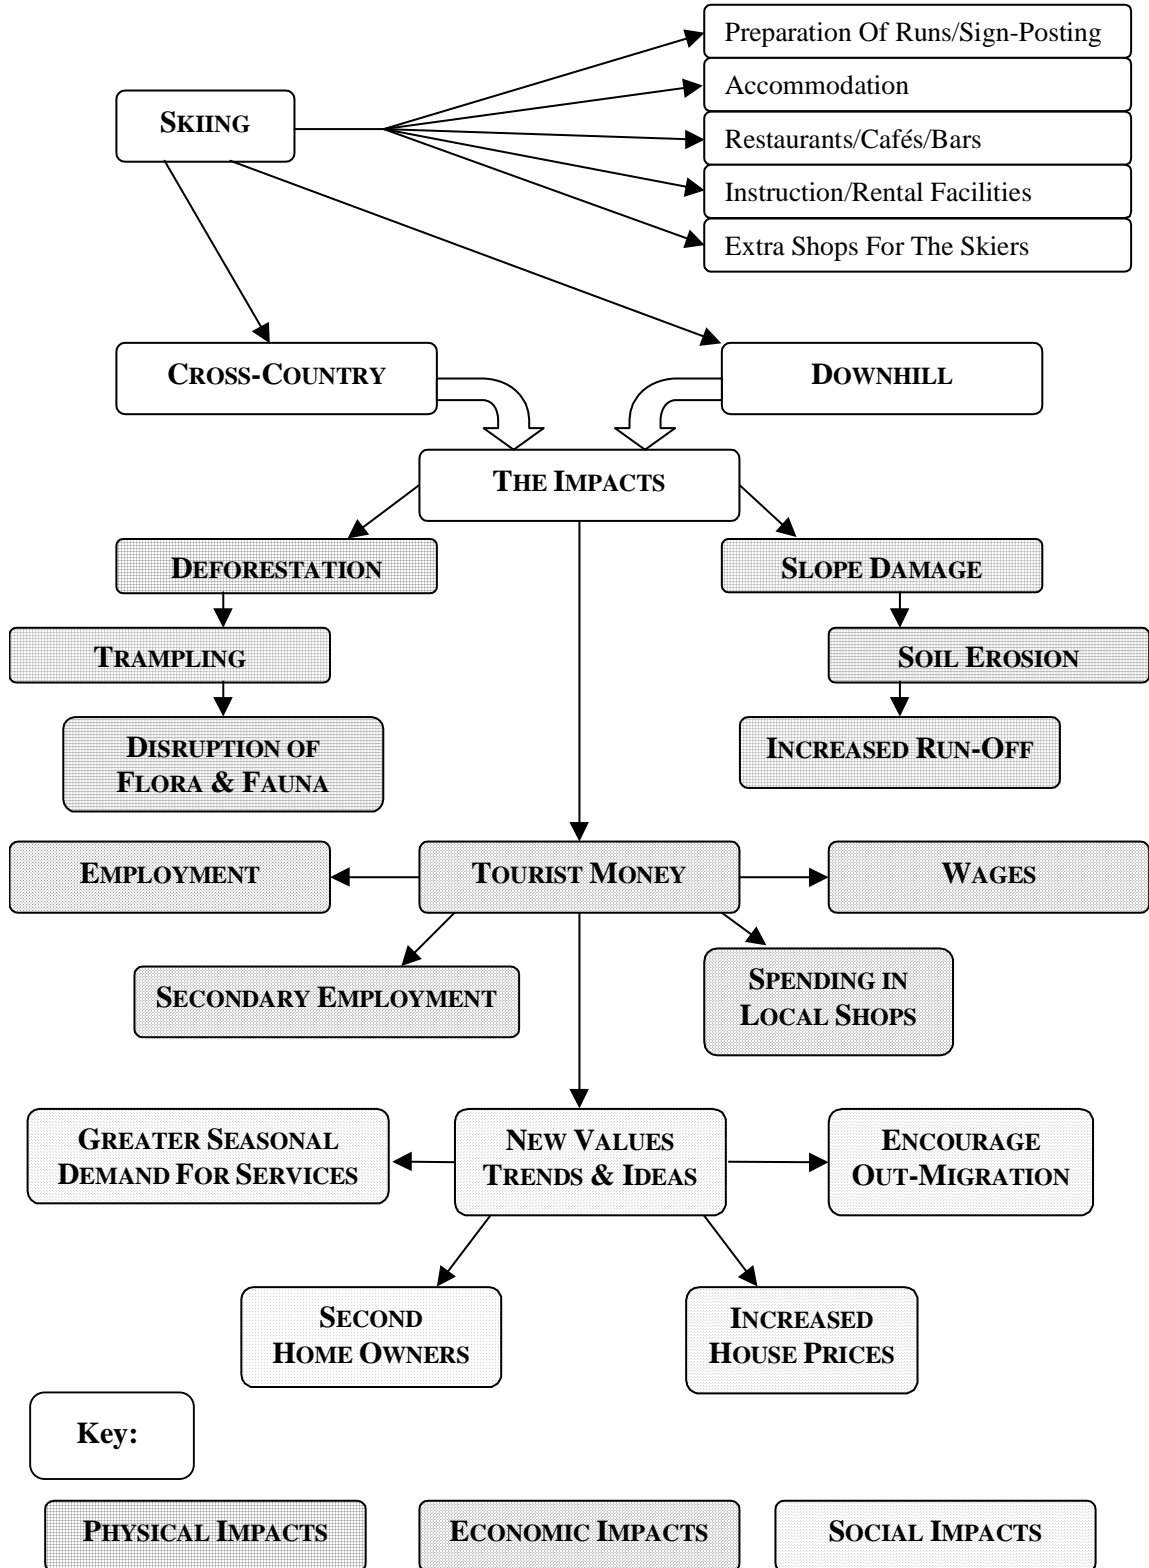 Preparation Of Runs/Sign-Posting
Accommodation
SKIING
Restaurants/Cafés/Bars
Instruction/Rental Facilities
Extra Shops For The Skiers
CROSS-COUNTRY
DOWNHILL
THE IMPACTS
DEFORESTATION
SLOPE DAMAGE
TRAMPLING
SOIL EROSION
DISRUPTION OF
FLORA & FAUNA
INCREASED RUN-OFF
EMPLOYMENT
TOURIST MONEY
WAGES
SECONDARY EMPLOYMENT
SPENDING IN
LOCAL SHOPS
GREATER SEASONAL
DEMAND FOR SERVICES
NEW VALUES
TRENDS & IDEAS
ENCOURAGE
OUT-MIGRATION
SECOND
HOME OWNERS
INCREASED
HOUSE PRICES
Key:
PHYSICAL IMPACTS
ECONOMIC IMPACTS
SOCIAL IMPACTS